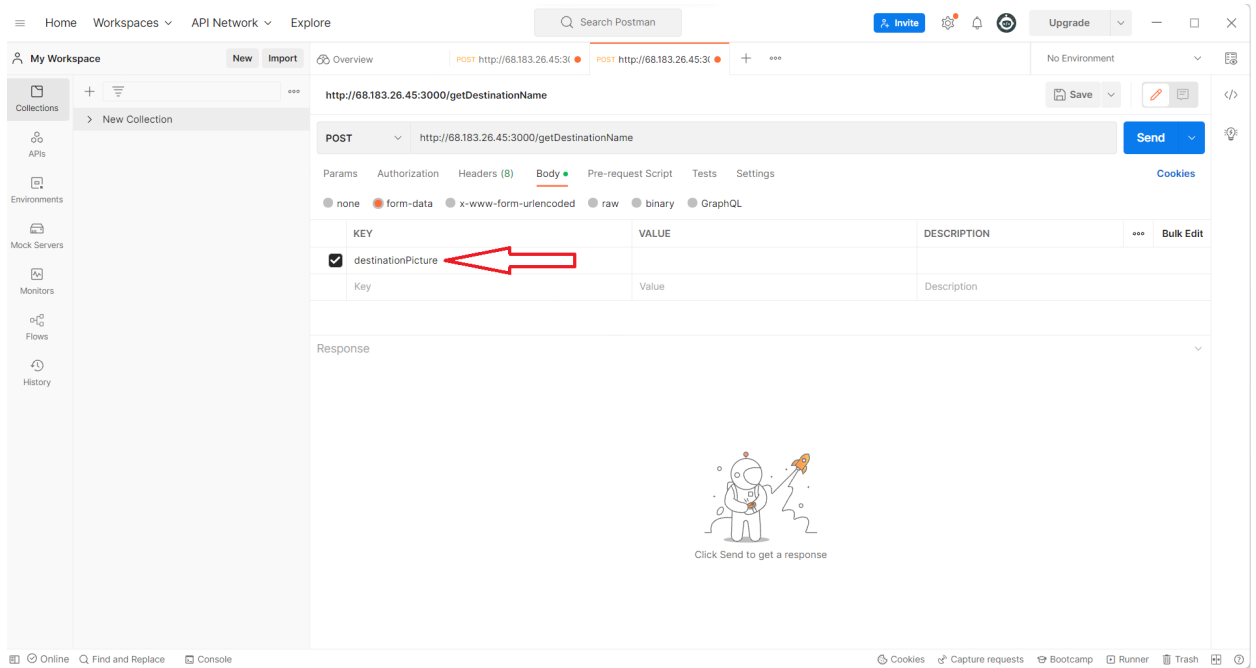 Home Workspaces API Network Explore Search Postman Invite Upgrade
My Workspace New Import Overview POST http://68.183.26.45:3( POST http://68.183.26.45:3( No Environment
Collections
New Collection
APIs
Environments
Mock Servers
Monitors
Flows
History
http://68.183.26.45:3000/getDestinationName Save
POST http://68.183.26.45:3000/getDestinationName Send
Params Authorization Headers (8) Body Pre-request Script Tests Settings Cookies
none form-data x-www-form-urlencoded raw binary GraphQL
KEY VALUE DESCRIPTION Bulk Edit
destinationPicture
Key Value Description
Response
Click Send to get a response
Online Find and Replace Console Cookies Capture requests Bootcamp Runner Trash